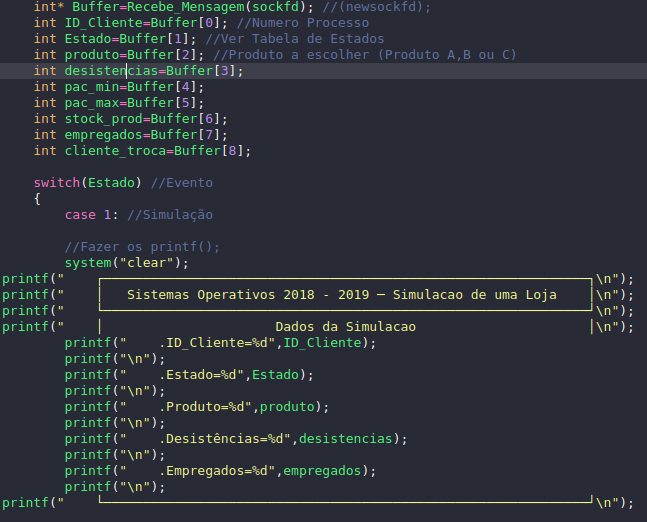 int* Buffer=Recebe_Mensagem(sockfd); //(newsockfd);
int ID_Cliente=Buffer[0]; //Numero Processo
int Estado=Buffer[1]; //Ver Tabela de Estados
int produto=Buffer[2]; //Produto a escolher (Produto A,B ou C)
int desistencias=Buffer[3];
int pac_min=Buffer[4];
int pac_max=Buffer[5];
int stock_prod=Buffer[6];
int empregados=Buffer[7];
int cliente_troca=Buffer[8];
switch(Estado) //Evento
{
case 1: //Simulação
//Fazer os printf();
system("clear");
printf("    ┌──────────────────────────────────────────────────────────────┐\n");
printf("    │   Sistemas Operativos 2018 - 2019 ─ Simulacao de uma Loja    │\n");
printf("    └──────────────────────────────────────────────────────────────┘\n");
printf("    │                      Dados da Simulacao                      │\n");
printf("    .ID_Cliente=%d",ID_Cliente);
printf("\n");
printf("    .Estado=%d",Estado);
printf("\n");
printf("    .Produto=%d",produto);
printf("\n");
printf("    .Desistências=%d",desistencias);
printf("\n");
printf("    .Empregados=%d",empregados);
printf("\n");
printf("    └──────────────────────────────────────────────────────────────┘\n");